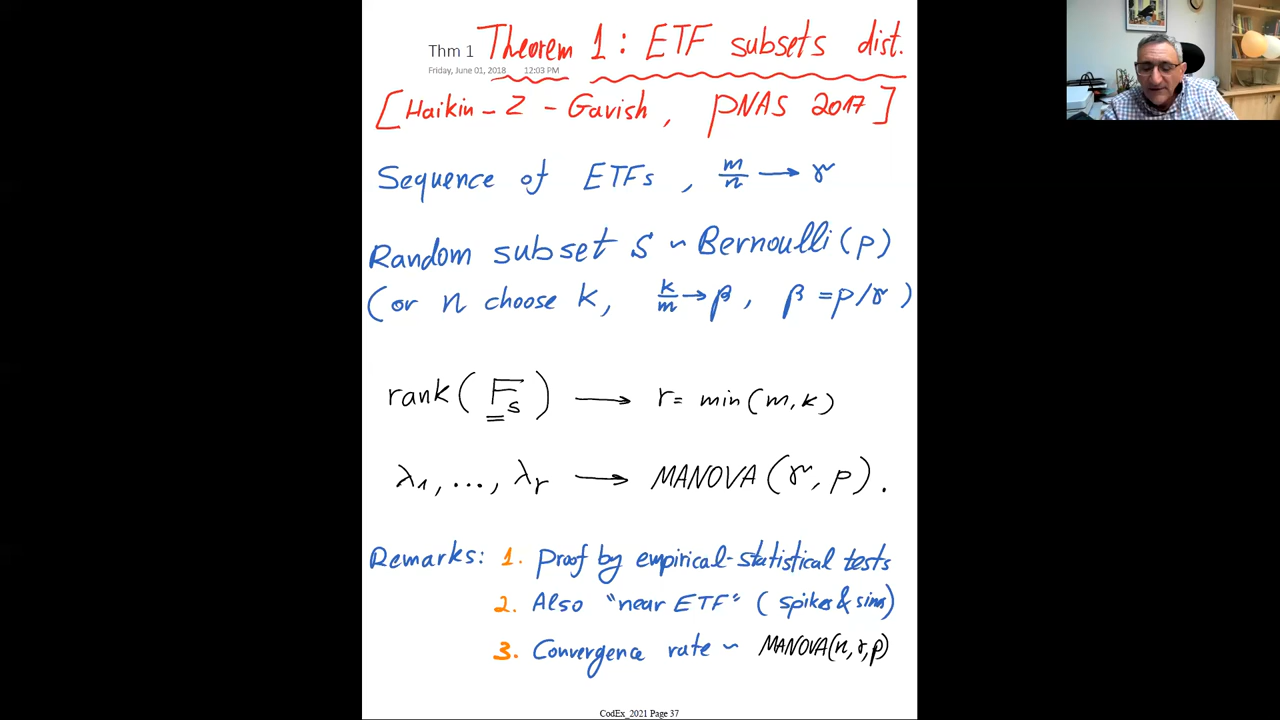 Thm 1 Theorem 1: ETF subsets dist.
Friday, June 01, 2018 12:03 PM
[Haikin - Z - Gavish, PNAS 2017]
Sequence of ETFs, m/n → γ
Random subset S ~ Bernoulli(p)
(or n choose k, k/m → β, β = p/γ)
rank(F_s) → r = min(m,k)
λ1, ..., λr → MANOVA(γ, p).
Remarks: 1. Proof by empirical-statistical tests
2. Also "near ETF" (spikes & sines)
3. Convergence rate ~ MANOVA(n,γ,p)
CodEx_2021 Page 37